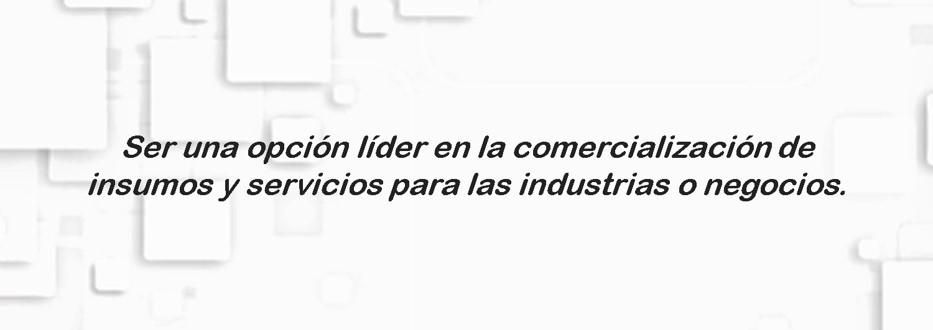 Ser una opción líder en la comercialización de
insumos y servicios para las industrias o negocios.